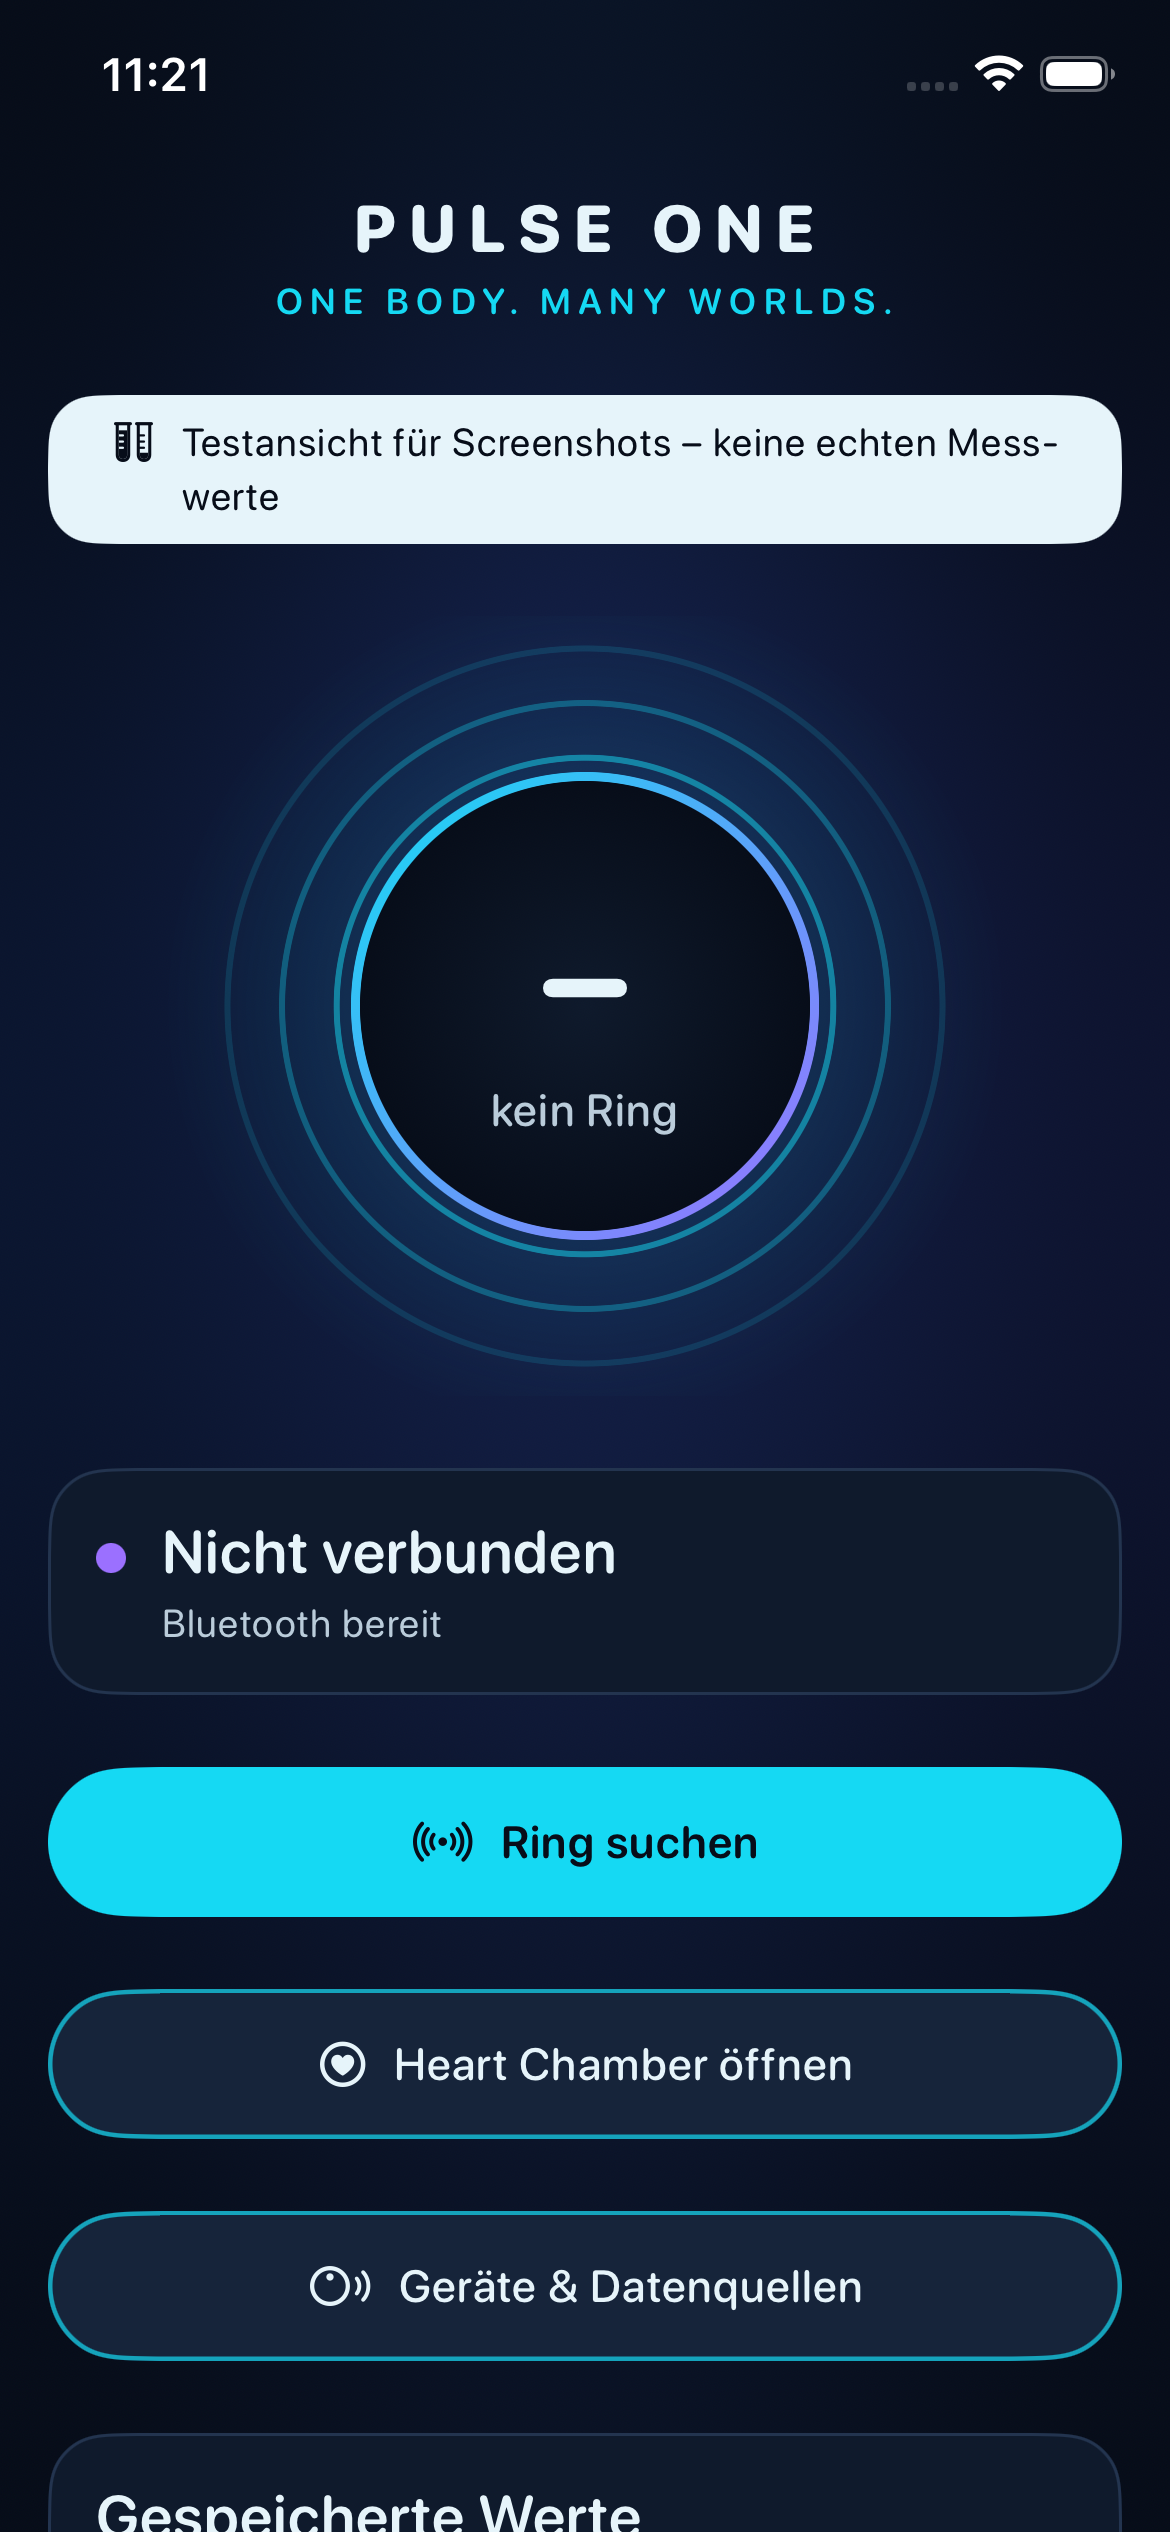 11:21
PULSE ONE
ONE BODY. MANY WORLDS.
Testansicht für Screenshots – keine echten Mess-
werte
–
kein Ring
Nicht verbunden
Bluetooth bereit
Ring suchen
Heart Chamber öffnen
Geräte & Datenquellen
Gespeicherte Werte